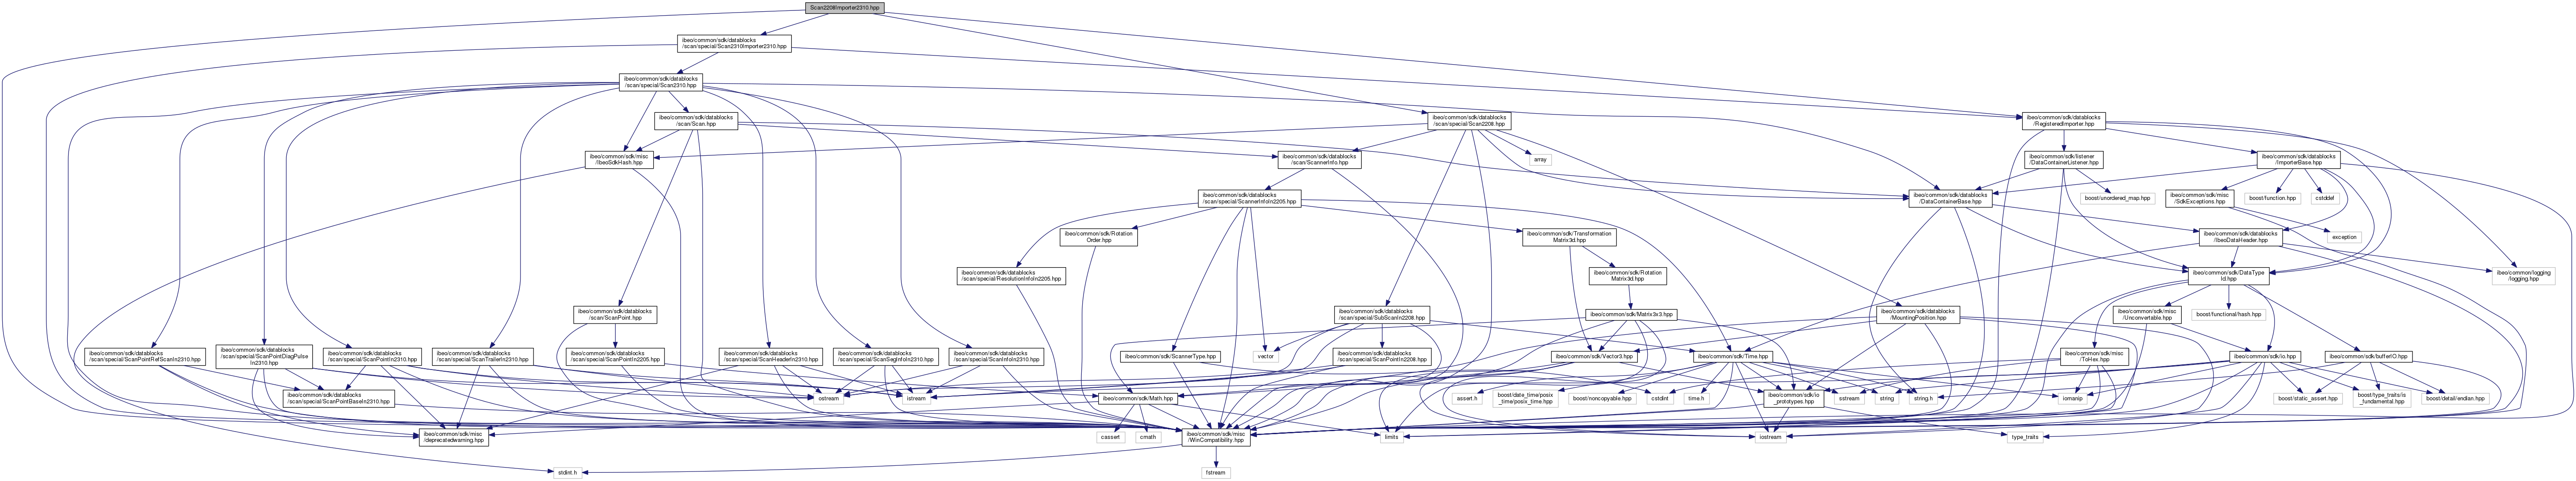 Scan2208Importer2310.hpp
ibeo/common/sdk/datablocks
/scan/special/Scan2310Importer2310.hpp
ibeo/common/sdk/datablocks
/scan/special/Scan2310.hpp
ibeo/common/sdk/datablocks
/scan/Scan.hpp
ibeo/common/sdk/datablocks
/scan/special/Scan2208.hpp
ibeo/common/sdk/datablocks
/RegisteredImporter.hpp
ibeo/common/sdk/misc
/IbeoSdkHash.hpp
ibeo/common/sdk/datablocks
/scan/ScannerInfo.hpp
array
ibeo/common/sdk/listener
/DataContainerListener.hpp
ibeo/common/sdk/datablocks
/ImporterBase.hpp
ibeo/common/sdk/datablocks
/scan/special/ScannerInfoIn2205.hpp
ibeo/common/sdk/datablocks
/DataContainerBase.hpp
boost/unordered_map.hpp
ibeo/common/sdk/misc
/SdkExceptions.hpp
boost/function.hpp
cstddef
ibeo/common/sdk/Rotation
Order.hpp
ibeo/common/sdk/Transformation
Matrix3d.hpp
ibeo/common/sdk/datablocks
/IbeoDataHeader.hpp
exception
ibeo/common/sdk/datablocks
/scan/special/ResolutionInfoIn2205.hpp
ibeo/common/sdk/Rotation
Matrix3d.hpp
ibeo/common/sdk/DataType
Id.hpp
ibeo/common/logging
/logging.hpp
ibeo/common/sdk/datablocks
/scan/ScanPoint.hpp
ibeo/common/sdk/datablocks
/scan/special/SubScanIn2208.hpp
ibeo/common/sdk/Matrix3x3.hpp
ibeo/common/sdk/datablocks
/MountingPosition.hpp
ibeo/common/sdk/misc
/Unconvertable.hpp
boost/functional/hash.hpp
ibeo/common/sdk/datablocks
/scan/special/ScanPointRefScanIn2310.hpp
ibeo/common/sdk/datablocks
/scan/special/ScanPointDiagPulse
In2310.hpp
ibeo/common/sdk/datablocks
/scan/special/ScanPointIn2310.hpp
ibeo/common/sdk/datablocks
/scan/special/ScanTrailerIn2310.hpp
ibeo/common/sdk/datablocks
/scan/special/ScanPointIn2205.hpp
ibeo/common/sdk/datablocks
/scan/special/ScanHeaderIn2310.hpp
ibeo/common/sdk/datablocks
/scan/special/ScanSegInfoIn2310.hpp
ibeo/common/sdk/datablocks
/scan/special/ScanInfoIn2310.hpp
ibeo/common/sdk/ScannerType.hpp
vector
ibeo/common/sdk/datablocks
/scan/special/ScanPointIn2208.hpp
ibeo/common/sdk/Vector3.hpp
ibeo/common/sdk/Time.hpp
ibeo/common/sdk/misc
/ToHex.hpp
ibeo/common/sdk/io.hpp
ibeo/common/sdk/bufferIO.hpp
ibeo/common/sdk/datablocks
/scan/special/ScanPointBaseIn2310.hpp
ostream
istream
ibeo/common/sdk/Math.hpp
cstdint
assert.h
boost/date_time/posix
_time/posix_time.hpp
boost/noncopyable.hpp
time.h
ibeo/common/sdk/io
_prototypes.hpp
sstream
string
string.h
iomanip
boost/static_assert.hpp
boost/type_traits/is
_fundamental.hpp
boost/detail/endian.hpp
ibeo/common/sdk/misc
/deprecatedwarning.hpp
cassert
cmath
ibeo/common/sdk/misc
/WinCompatibility.hpp
limits
iostream
type_traits
stdint.h
fstream